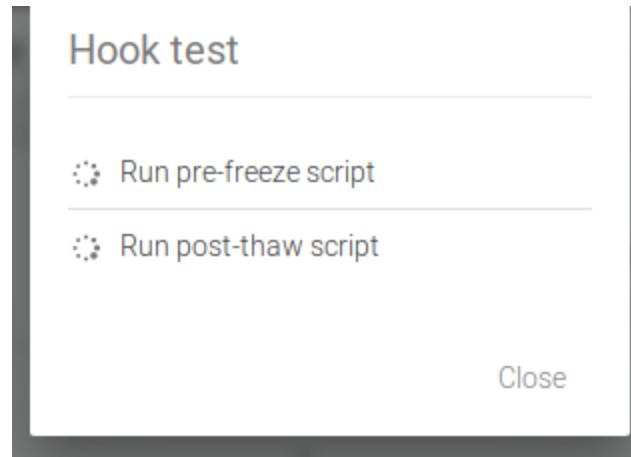 Hook test
Run pre-freeze script
Run post-thaw script
Close